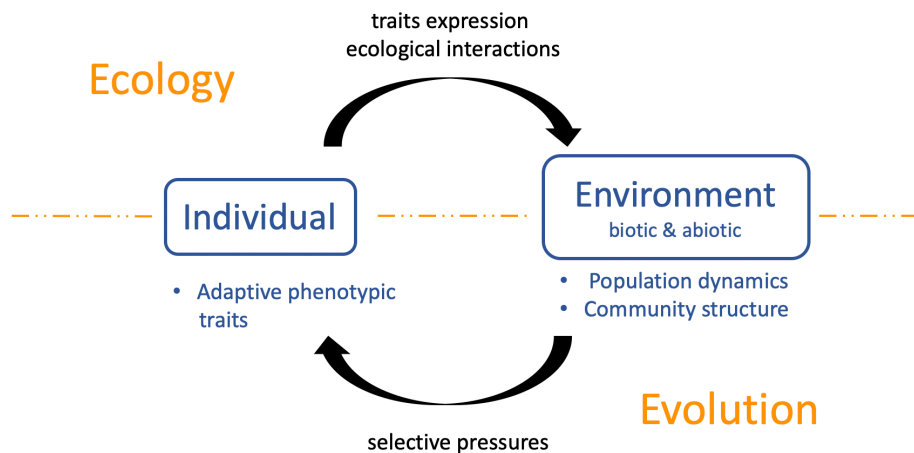 traits expression
ecological interactions
Ecology
Individual
Environment
biotic & abiotic
• Adaptive phenotypic
traits
• Population dynamics
• Community structure
Evolution
selective pressures